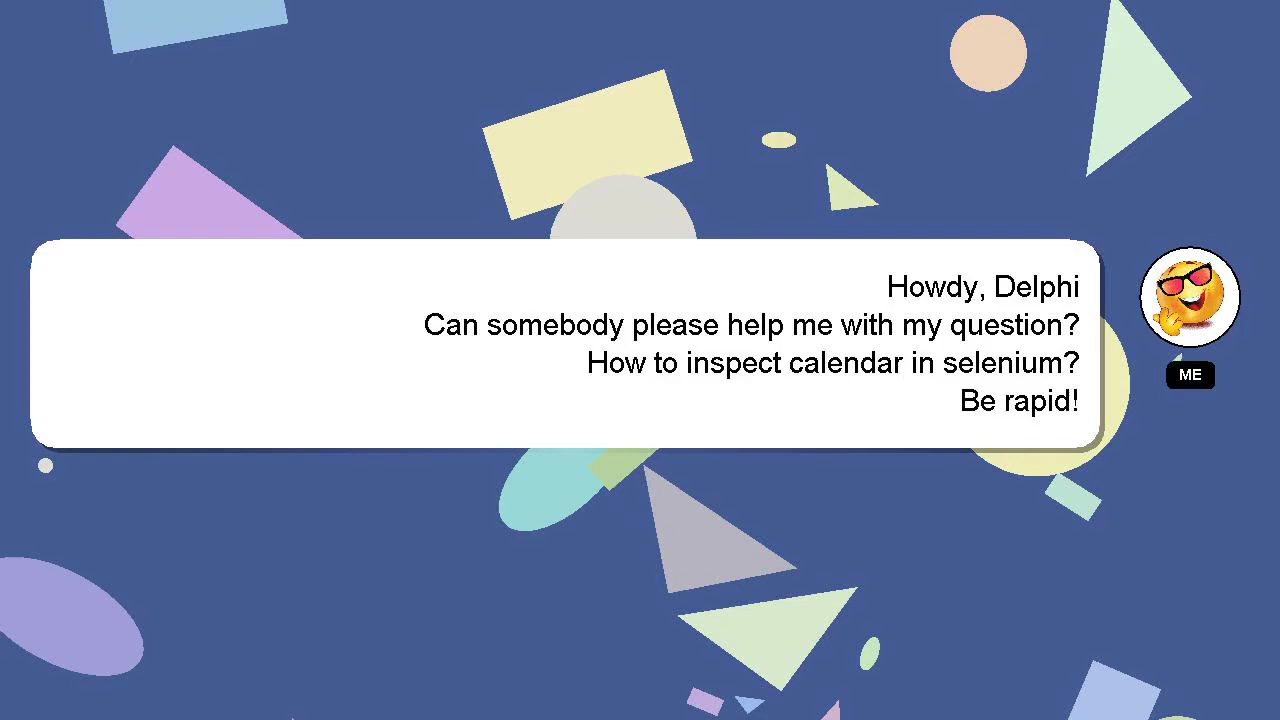 Howdy, Delphi
Can somebody please help me with my question?
How to inspect calendar in selenium?
Be rapid!
ME